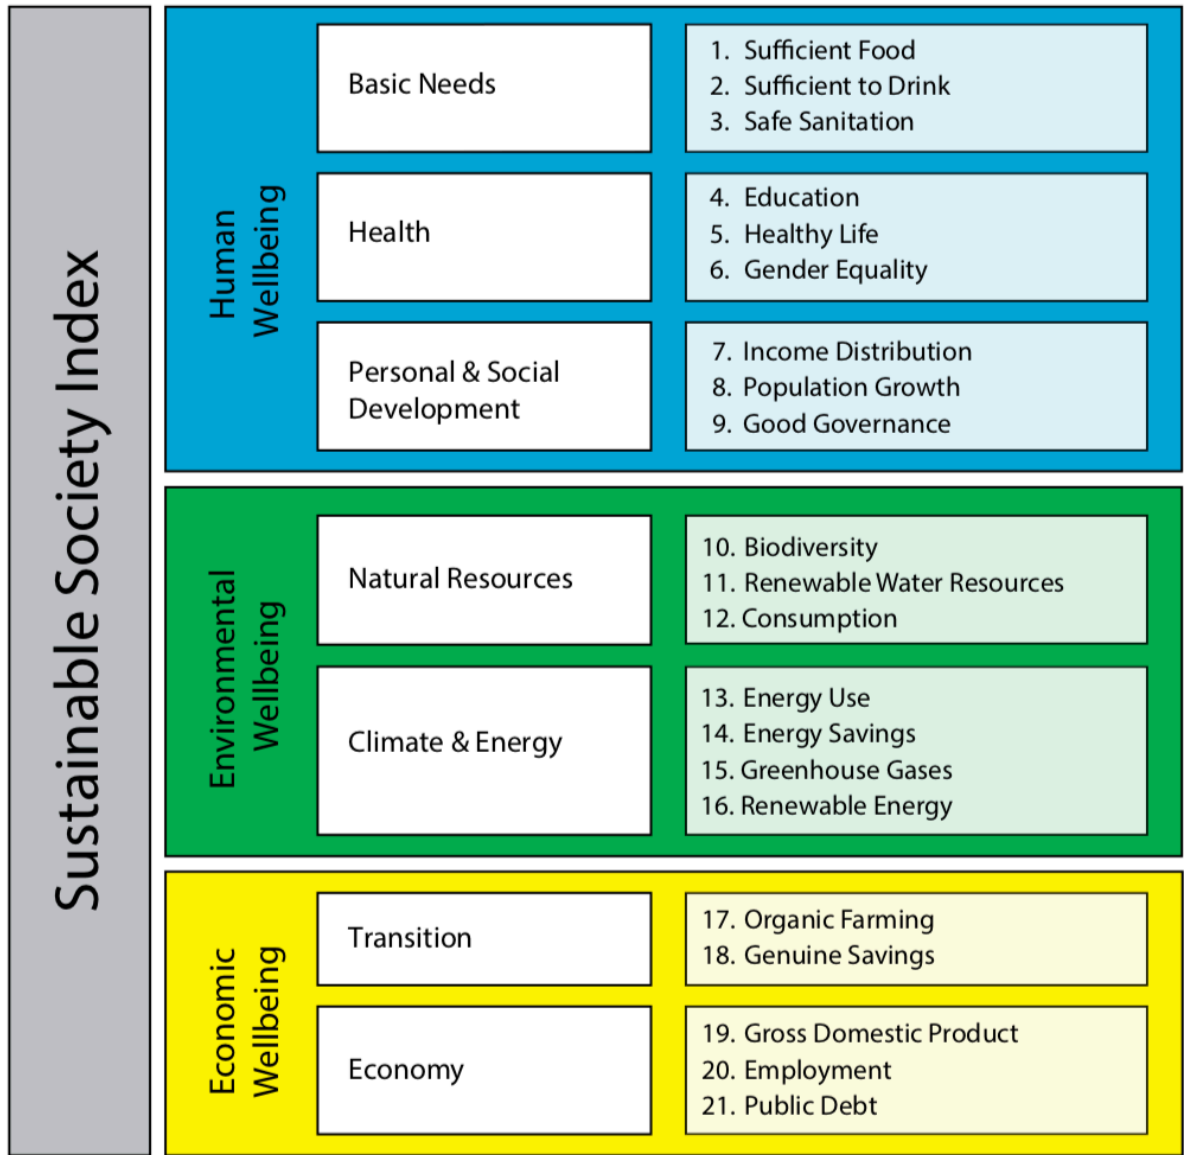 Sustainable Society Index
Human
Wellbeing
Basic Needs
1. Sufficient Food
2. Sufficient to Drink
3. Safe Sanitation
Health
4. Education
5. Healthy Life
6. Gender Equality
Personal & Social
Development
7. Income Distribution
8. Population Growth
9. Good Governance
Environmental
Wellbeing
Natural Resources
10. Biodiversity
11. Renewable Water Resources
12. Consumption
Climate & Energy
13. Energy Use
14. Energy Savings
15. Greenhouse Gases
16. Renewable Energy
Economic
Wellbeing
Transition
17. Organic Farming
18. Genuine Savings
Economy
19. Gross Domestic Product
20. Employment
21. Public Debt